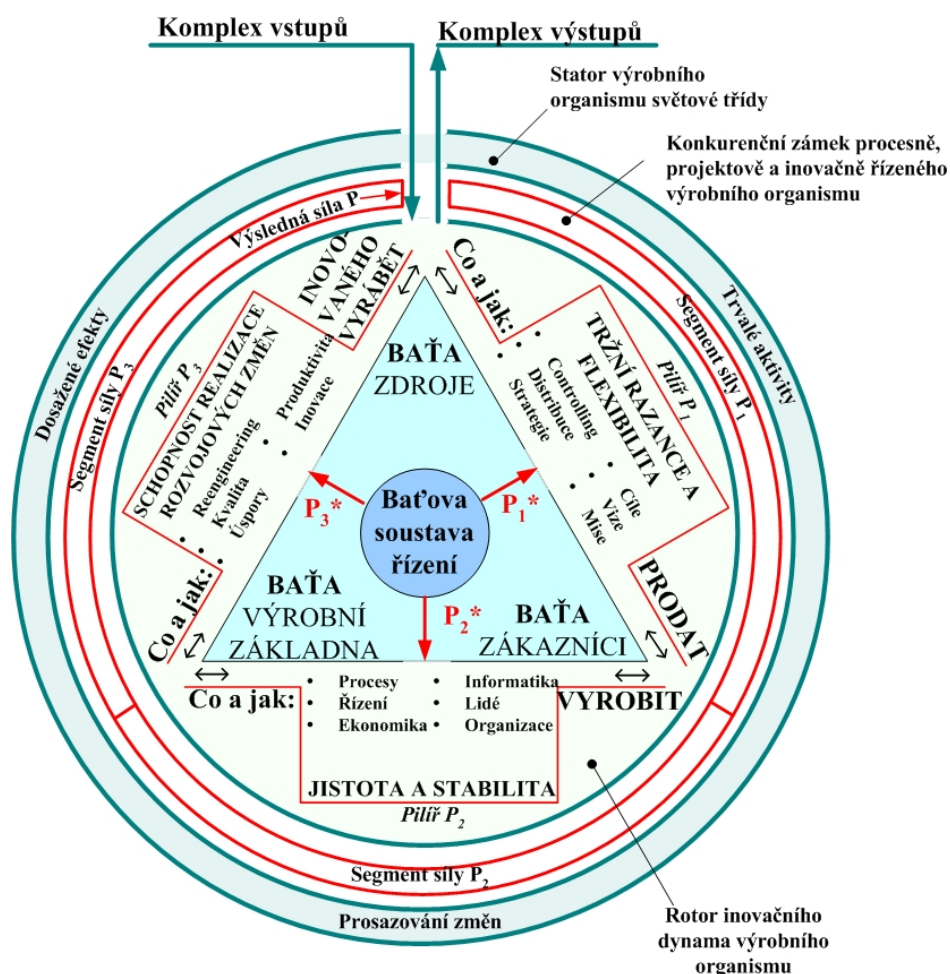 Komplex vstupů
Komplex výstupů
Stator výrobního
organismu světové třídy
Konkurenční zámek procesně,
projektově a inovačně řízeného
výrobního organismu
Výsledná síla P
Dosažené efekty
Segment síly P3
Trvalé aktivity
Segment síly P1
INOVO-
VANÉHO
VYRÁBĚT
Pilíř P3
SCHOPNOST REALIZACE
ROZVOJOVÝCH ZMĚN
• Reengineering
• Kvalita
• Úspory
• Produktivita
• Inovace
Co a jak:
Co a jak:
• Controlling
• Distribuce
• Strategie
TRŽNÍ RAZANCE A
FLEXIBILITA
Pilíř P1
• Cíle
• Vize
• Mise
PRODAT
BAŤA
ZDROJE
Baťova
soustava
řízení
P3*
P1*
P2*
BAŤA
VÝROBNÍ
ZÁKLADNA
BAŤA
ZÁKAZNÍCI
Co a jak:
• Procesy
• Řízení
• Ekonomika
• Informatika
• Lidé
• Organizace
VYROBIT
JISTOTA A STABILITA
Pilíř P2
Segment síly P2
Prosazování změn
Rotor inovačního
dynama výrobního
organismu